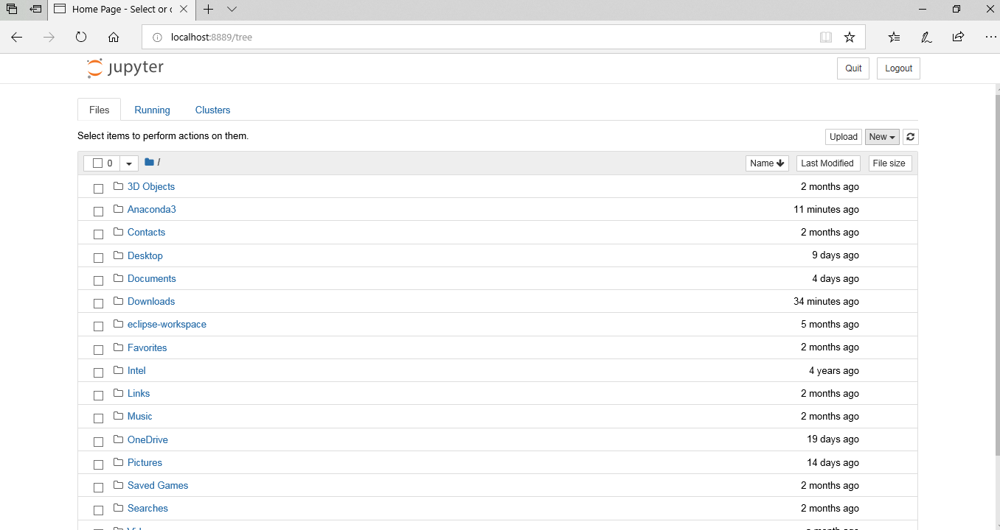 Home Page - Select or c
localhost:8889/tree
jupyter
Quit Logout
Files Running Clusters
Select items to perform actions on them.
Upload New
0 /
Name Last Modified File size
3D Objects 2 months ago
Anaconda3 11 minutes ago
Contacts 2 months ago
Desktop 9 days ago
Documents 4 days ago
Downloads 34 minutes ago
eclipse-workspace 5 months ago
Favorites 2 months ago
Intel 4 years ago
Links 2 months ago
Music 2 months ago
OneDrive 19 days ago
Pictures 14 days ago
Saved Games 2 months ago
Searches 2 months ago